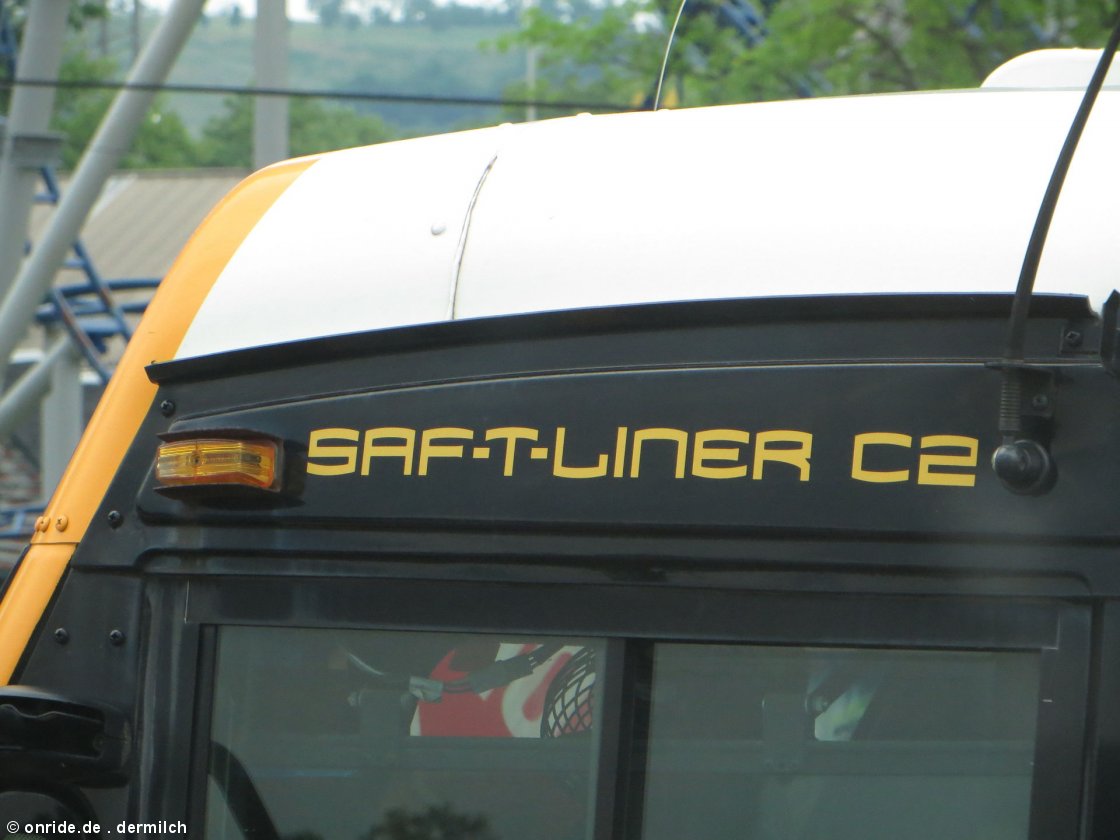 SAF-T-LINER C2
© onride.de . dermilch